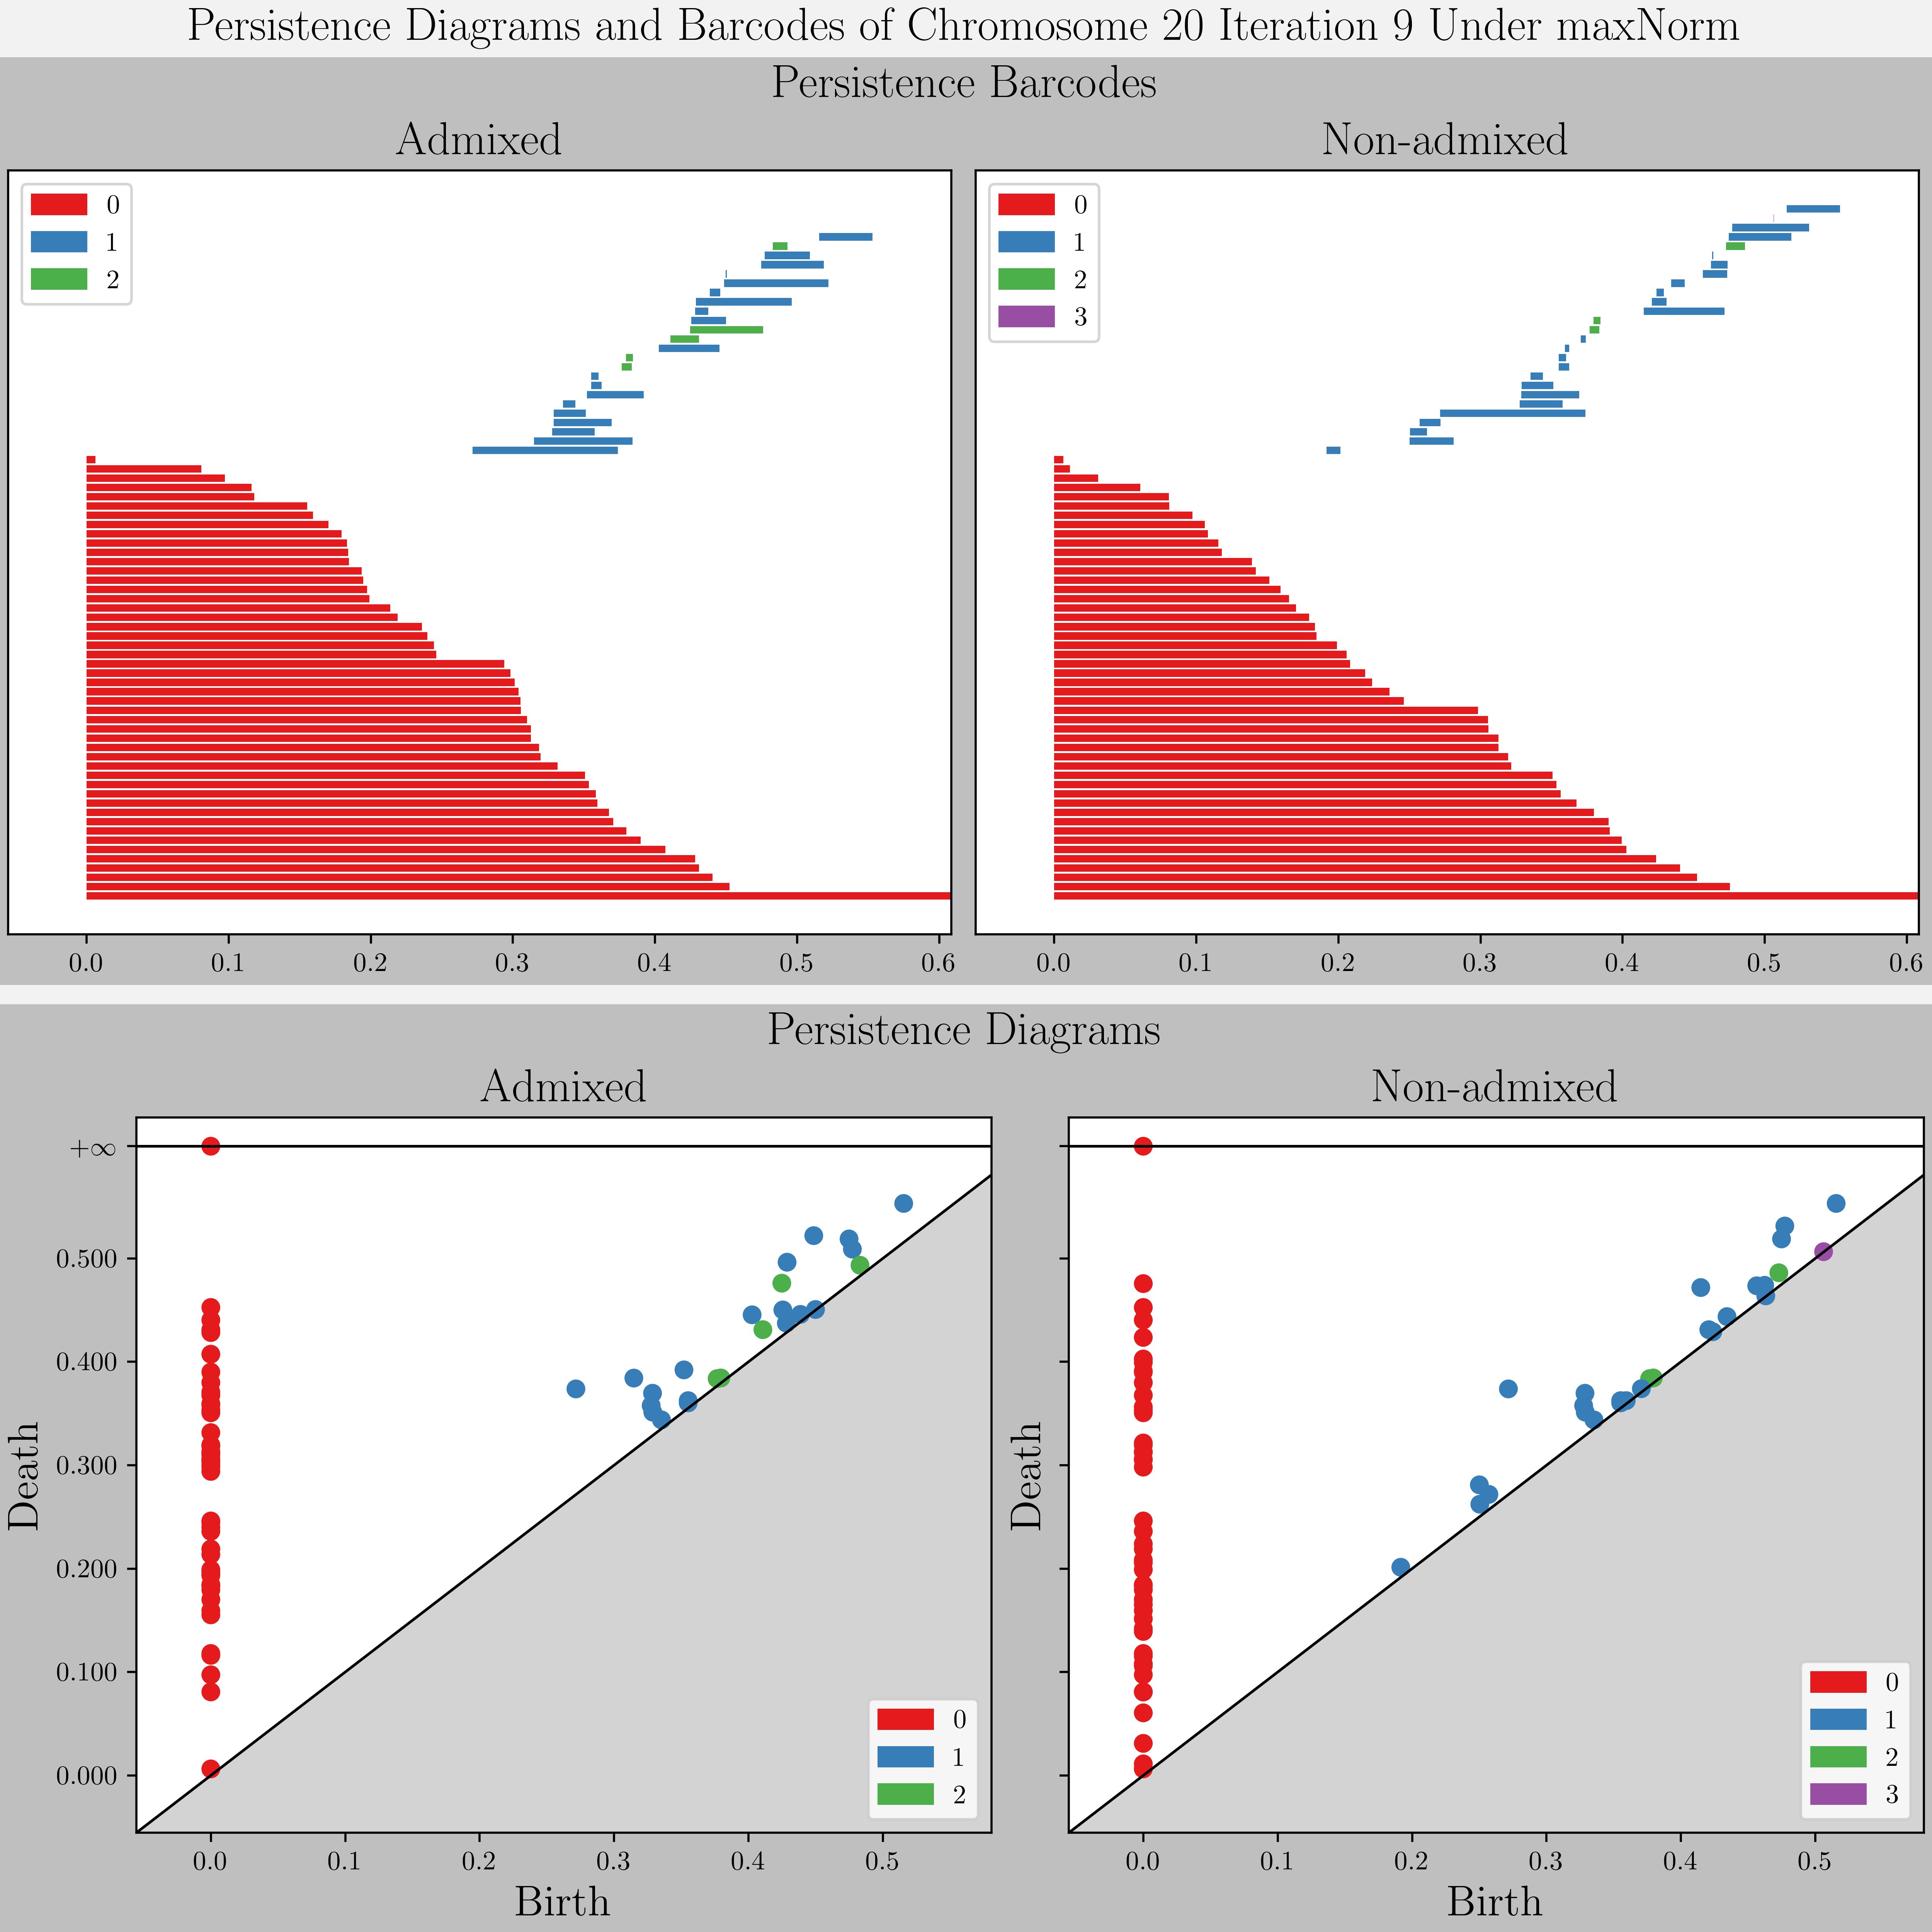 Persistence Diagrams and Barcodes of Chromosome 20 Iteration 9 Under maxNorm
Persistence Barcodes
Admixed
0
1
2
0.0 0.1 0.2 0.3 0.4 0.5 0.6
Non-admixed
0
1
2
3
0.0 0.1 0.2 0.3 0.4 0.5 0.6
Persistence Diagrams
Admixed
Death
+∞
0.500
0.400
0.300
0.200
0.100
0.000
0
1
2
0.0 0.1 0.2 0.3 0.4 0.5
Birth
Non-admixed
Death
0
1
2
3
0.0 0.1 0.2 0.3 0.4 0.5
Birth